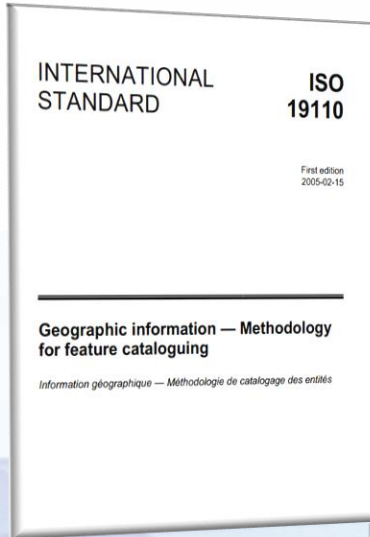 INTERNATIONAL
STANDARD
ISO
19110
First edition
2005-02-15
Geographic information — Methodology
for feature cataloguing
Information géographique — Méthodologie de catalogage des entités